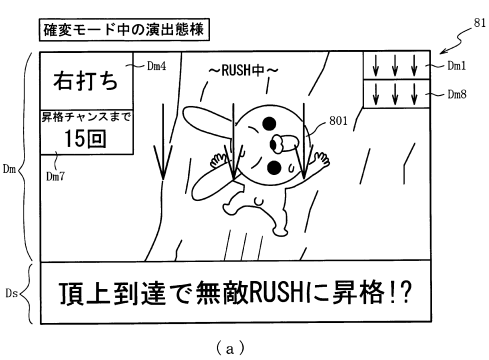 確変モード中の演出態様
81
右打ち
Dm4
～RUSH中～
Dm1
Dm8
昇格チャンスまで
15回
801
Dm7
Dm
Ds
頂上到達で無敵RUSHに昇格!?
(a)